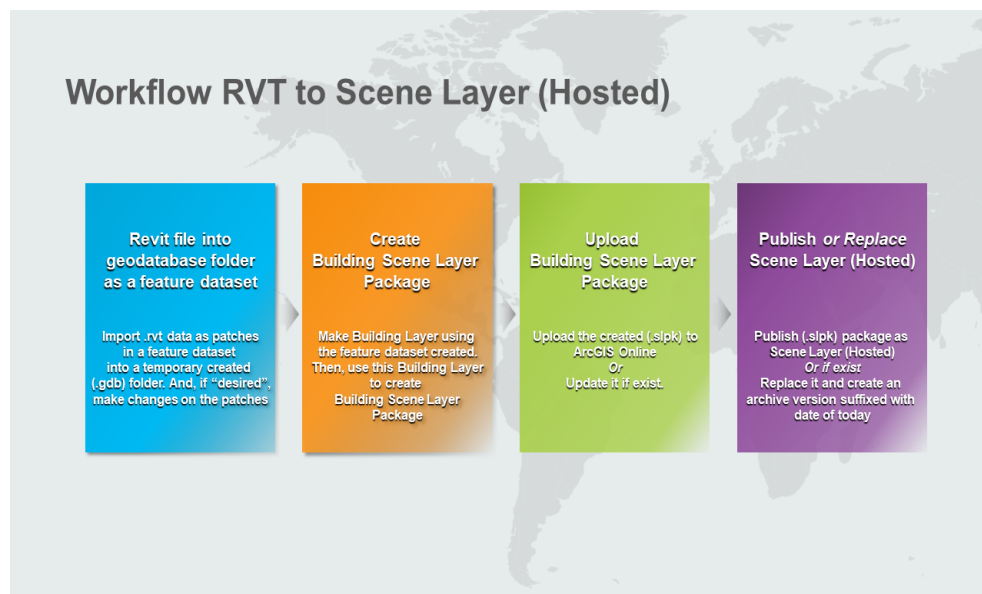 Workflow RVT to Scene Layer (Hosted)
Revit file into
geodatabase folder
as a feature dataset
Import .rvt data as patches
in a feature dataset
into a temporary created
(.gdb) folder. And, if “desired”,
make changes on the patches
Create
Building Scene Layer
Package
Make Building Layer using
the feature dataset created.
Then, use this Building Layer
to create
Building Scene Layer
Package
Upload
Building Scene Layer
Package
Upload the created (.slpk) to
ArcGIS Online
Or
Update it if exist.
Publish or Replace
Scene Layer (Hosted)
Publish (.slpk) package as
Scene Layer (Hosted)
Or if exist
Replace it and create an
archive version suffixed with
date of today